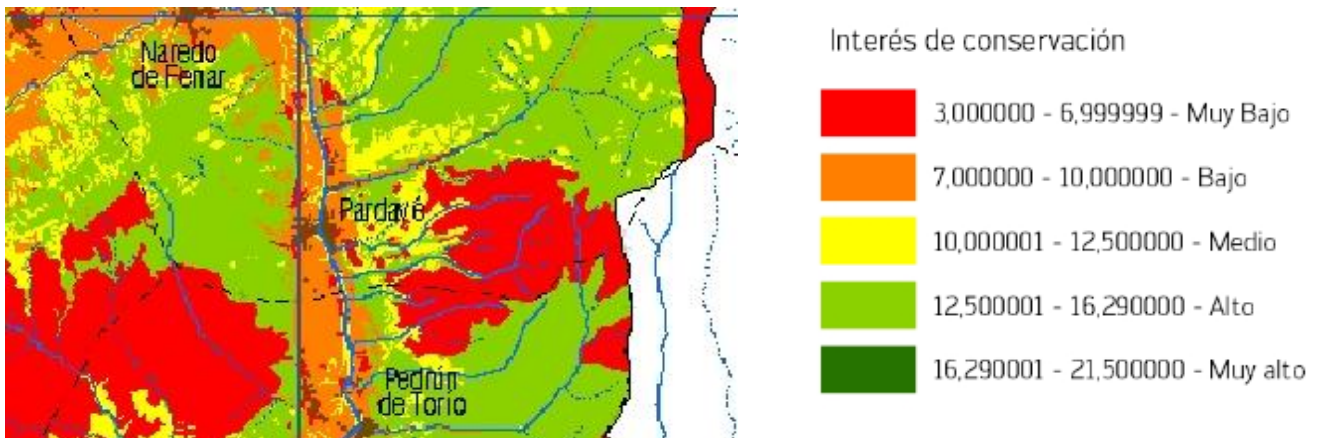 Naredo
de Fenar
Pardavé
Pedrún
de Torío
Interés de conservación
3,000000 - 6,999999 - Muy Bajo
7,000000 - 10,000000 - Bajo
10,000001 - 12,500000 - Medio
12,500001 - 16,290000 - Alto
16,290001 - 21,500000 - Muy alto